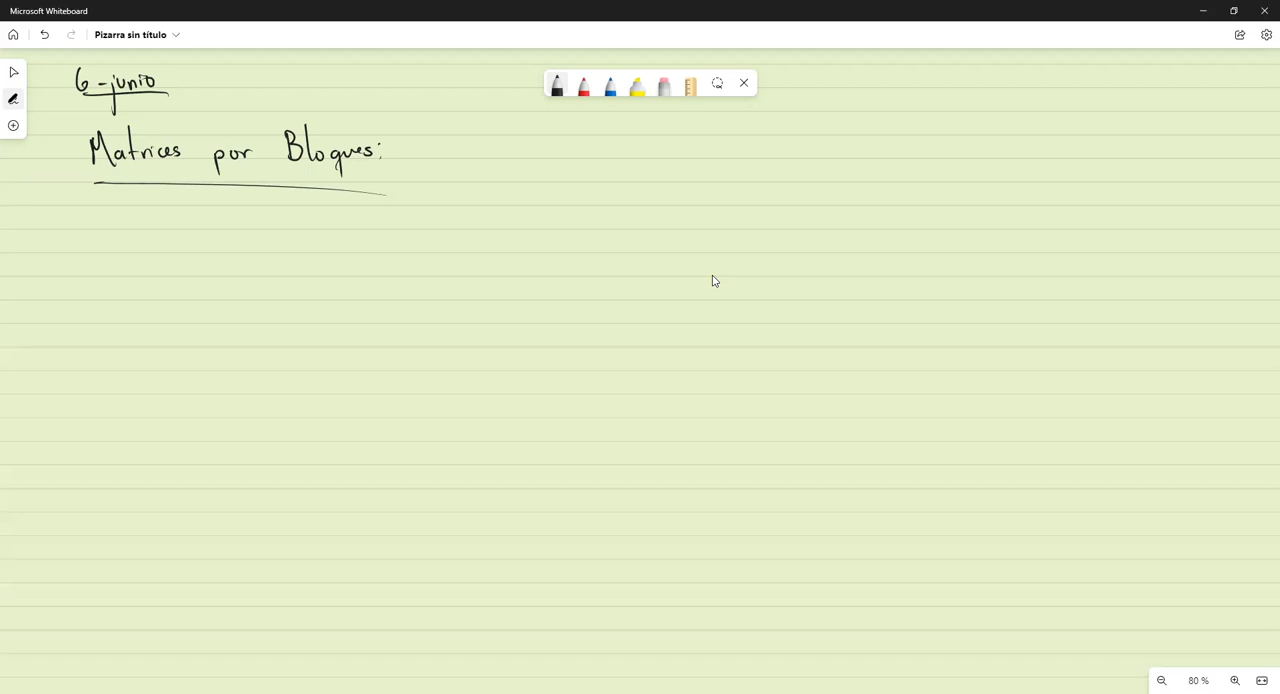 Microsoft Whiteboard
Pizarra sin título
6-junio
Matrices por Bloques:
80 %